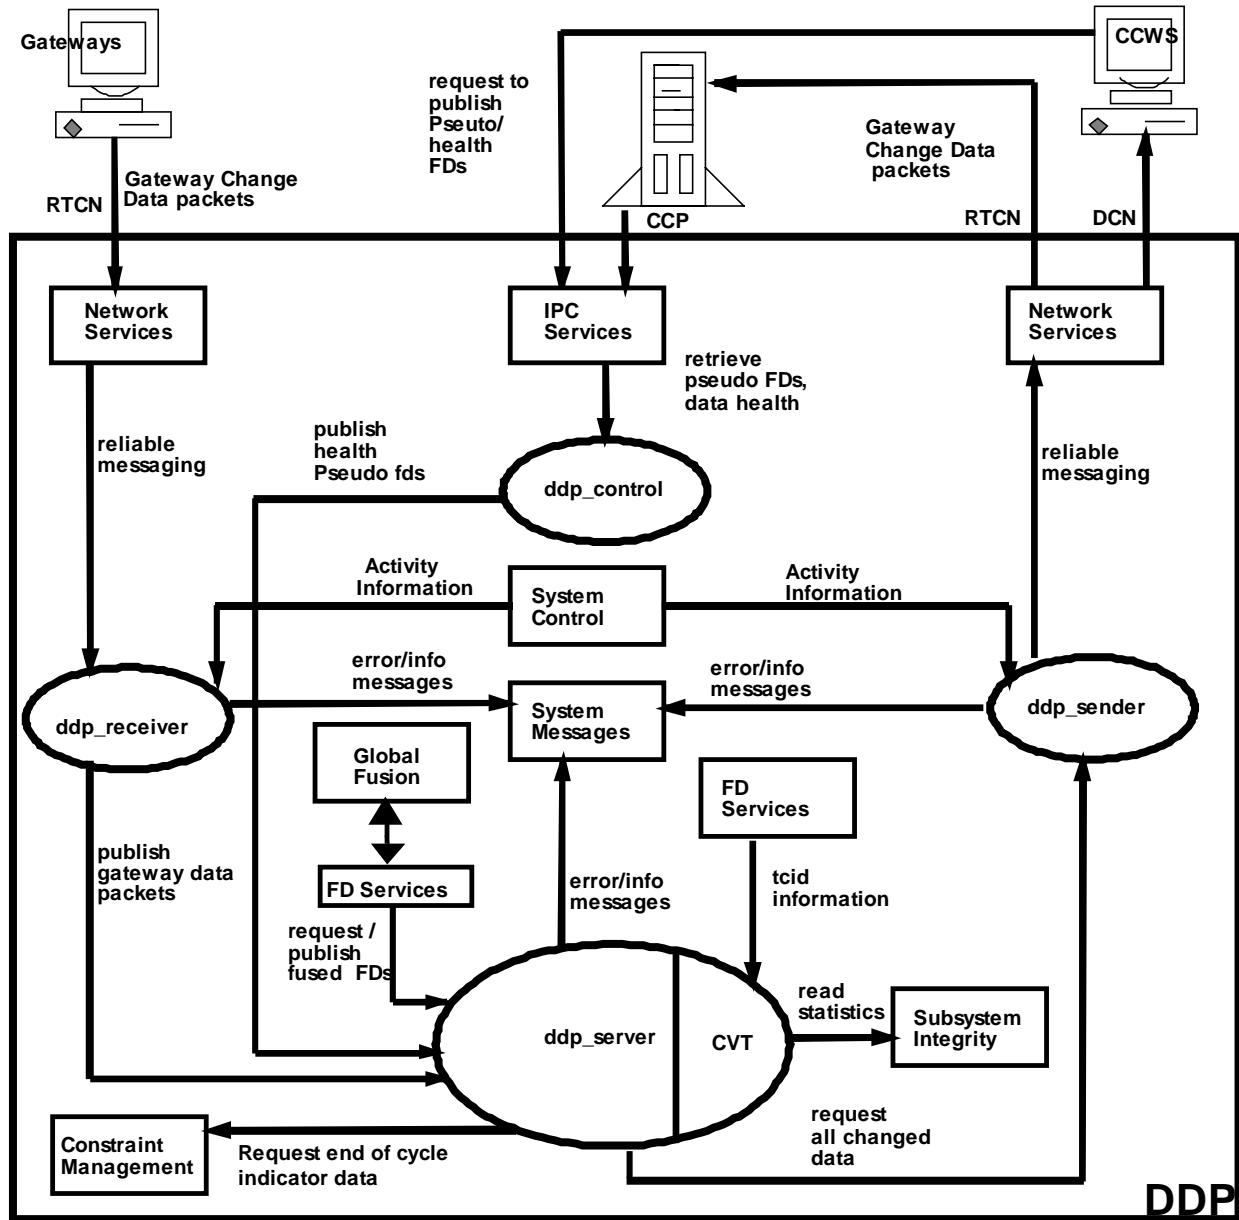 Gateways
CCWS
request to
publish
Pseuto/
health
FDs
Gateway
Change Data
packets
Gateway Change
Data packets
RTCN
CCP
RTCN
DCN
Network
Services
IPC
Services
Network
Services
retrieve
pseudo FDs,
data health
publish
health
Pseudo fds
reliable
messaging
reliable
messaging
ddp_control
Activity
Information
System
Control
Activity
Information
error/info
messages
error/info
messages
ddp_receiver
System
Messages
ddp_sender
Global
Fusion
FD
Services
publish
gateway data
packets
FD Services
error/info
messages
tcid
information
request /
publish
fused FDs
read
statistics
ddp_server
CVT
Subsystem
Integrity
request
all changed
data
Constraint
Management
Request end of cycle
indicator data
DDP